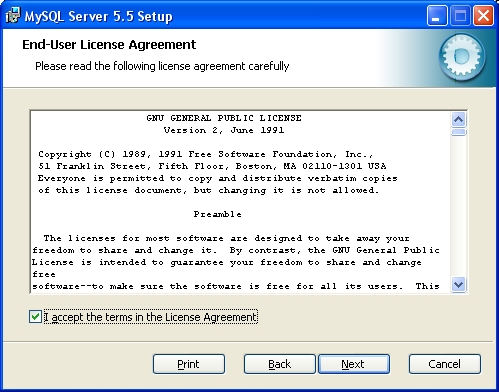 MySQL Server 5.5 Setup
End-User License Agreement
Please read the following license agreement carefully
GNU GENERAL PUBLIC LICENSE
Version 2, June 1991
Copyright (C) 1989, 1991 Free Software Foundation, Inc.,
51 Franklin Street, Fifth Floor, Boston, MA 02110-1301 USA
Everyone is permitted to copy and distribute verbatim copies
of this license document, but changing it is not allowed.
Preamble
The licenses for most software are designed to take away your
freedom to share and change it.  By contrast, the GNU General Public
License is intended to guarantee your freedom to share and change
free
software--to make sure the software is free for all its users.  This
I accept the terms in the License Agreement
Print Back Next Cancel